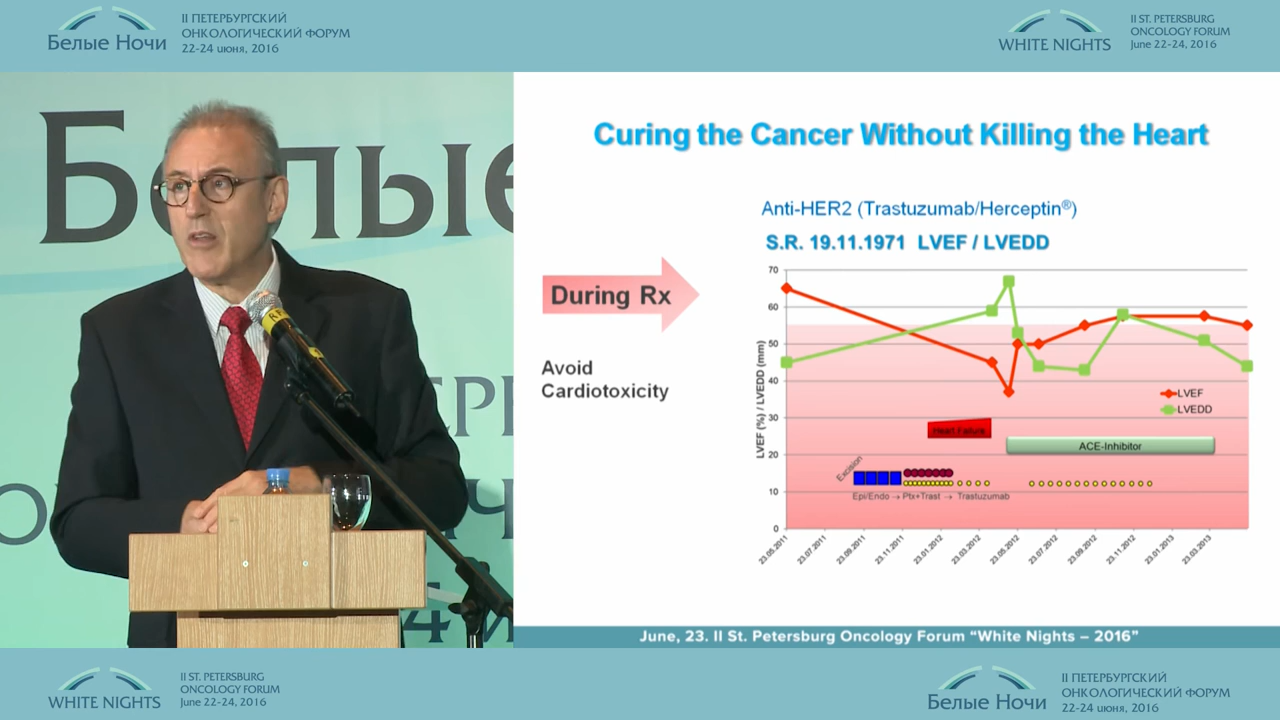 Белые Ночи
II ПЕТЕРБУРГСКИЙ
ОНКОЛОГИЧЕСКИЙ ФОРУМ
22-24 июня, 2016
WHITE NIGHTS
II ST. PETERSBURG
ONCOLOGY FORUM
June 22-24, 2016
Curing the Cancer Without Killing the Heart
Anti-HER2 (Trastuzumab/Herceptin®)
S.R. 19.11.1971 LVEF / LVEDD
During Rx
Avoid
Cardiotoxicity
LVEF (%) / LVEDD (mm)
70
60
50
40
30
20
10
0
LVEF
LVEDD
Heart Failure
ACE-Inhibitor
Excision
Epi/Endo → Ptx+Trast → Trastuzumab
23.05.2011
23.07.2011
23.09.2011
23.11.2011
23.01.2012
23.03.2012
23.05.2012
23.07.2012
23.09.2012
23.11.2012
23.01.2013
23.03.2013
June, 23. II St. Petersburg Oncology Forum “White Nights – 2016”
WHITE NIGHTS
II ST. PETERSBURG
ONCOLOGY FORUM
June 22-24, 2016
Белые Ночи
II ПЕТЕРБУРГСКИЙ
ОНКОЛОГИЧЕСКИЙ ФОРУМ
22-24 июня, 2016